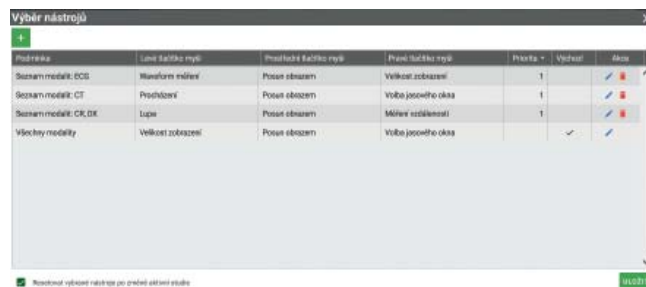 Výběr nástrojů
+
Podmínka Levé tlačítko myši Prostřední tlačítko myši Pravé tlačítko myši Priorita Výchozí Akce
Seznam modalit: ECG Waveform měření Posun obrazem Velikost zobrazení 1
Seznam modalit: CT Procházení Posun obrazem Volba jasového okna 1
Seznam modalit: CR, DX Lupa Posun obrazem Měření vzdáleností 1
Všechny modality Velikost zobrazení Posun obrazem Volba jasového okna
Resetovat vybrané nástroje po změně aktivní studie
ULOŽIT